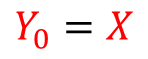 Y₀ = X